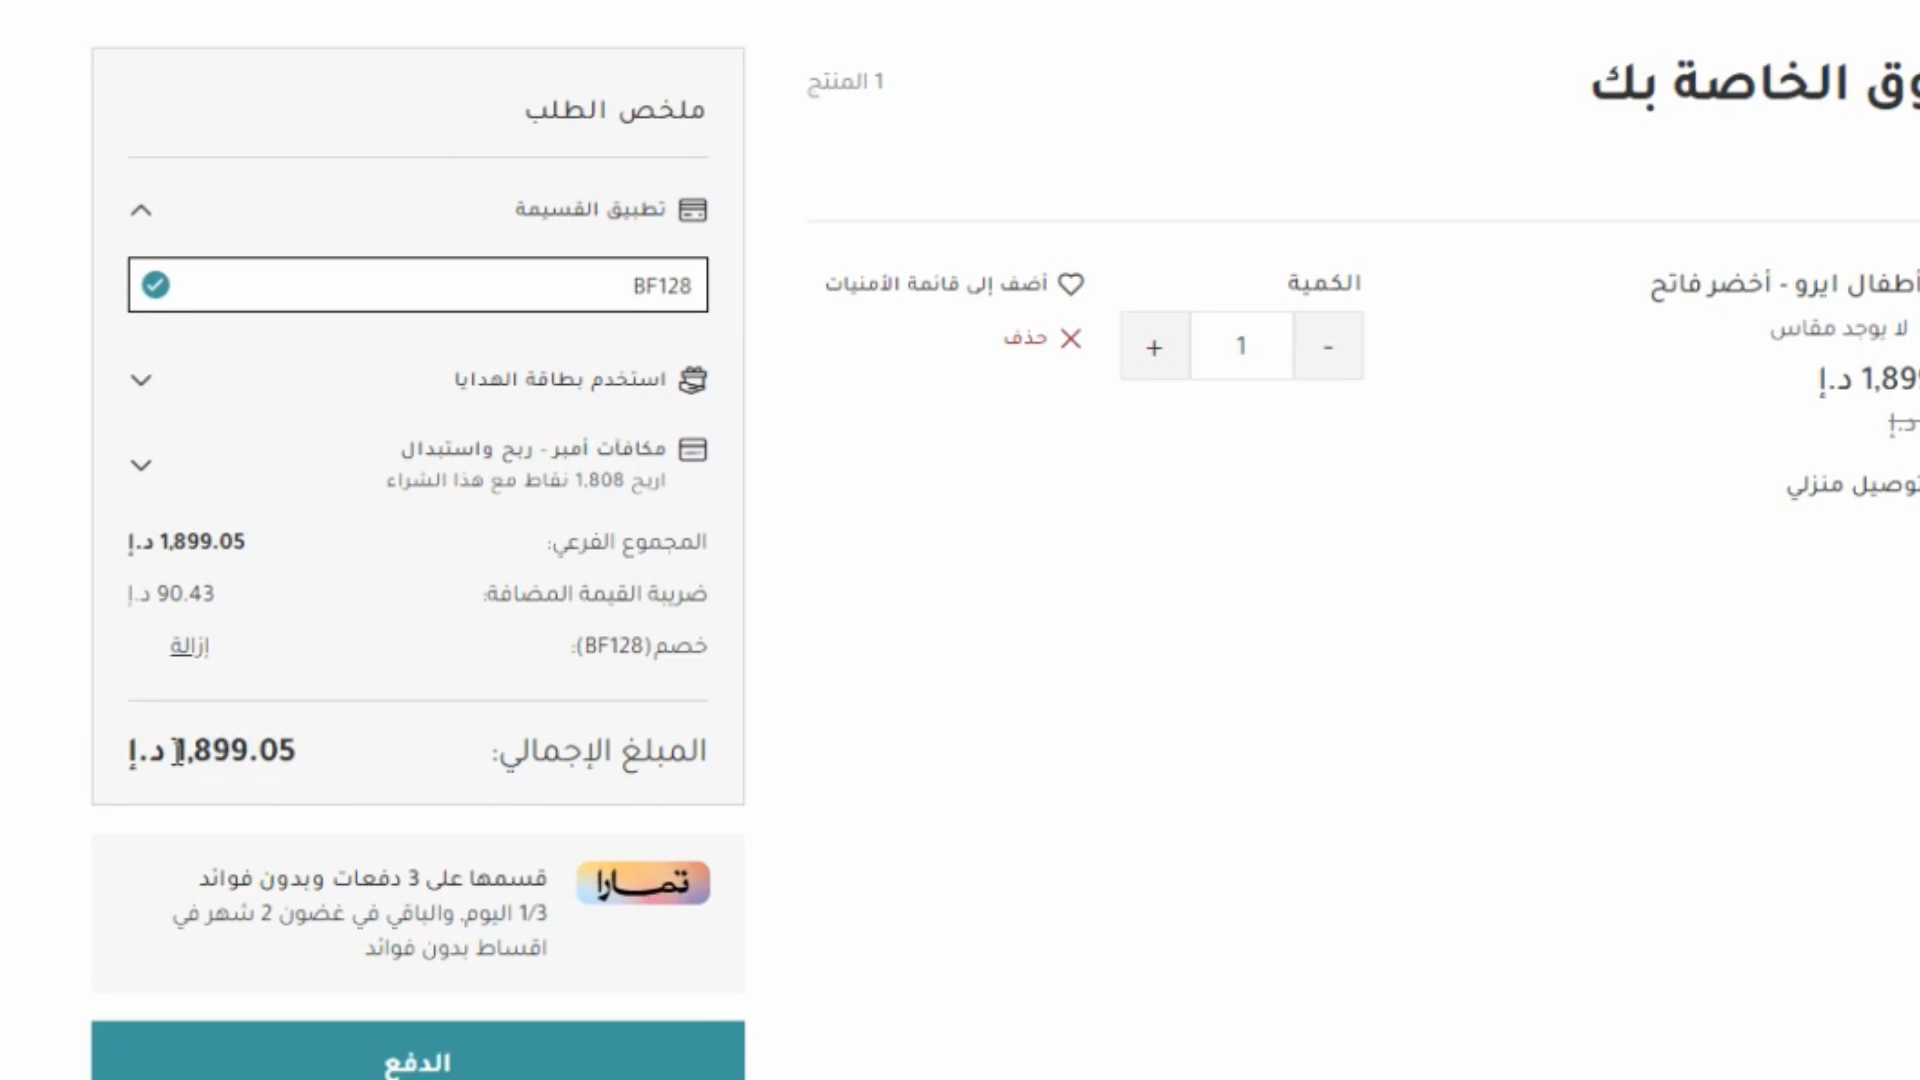 الخاصة بك
1 المنتج
أطفال ايرو - أخضر فاتح
لا يوجد مقاس
د.إ
د.إ
توصيل منزلي
الكمية
- 1 +
أضف إلى قائمة الأمنيات
حذف
ملخص الطلب
تطبيق القسيمة
BF128
استخدم بطاقة الهدايا
مكافآت أمبر - ربح واستبدال
اربح 1,808 نقاط مع هذا الشراء
المجموع الفرعي: 1,899.05 د.إ
ضريبة القيمة المضافة: 90.43 د.إ
خصم(BF128): إزالة
المبلغ الإجمالي: 1,899.05 د.إ
تمارا
قسمها على 3 دفعات وبدون فوائد
1/3 اليوم, والباقي في غضون 2 شهر في
اقساط بدون فوائد
الدفع